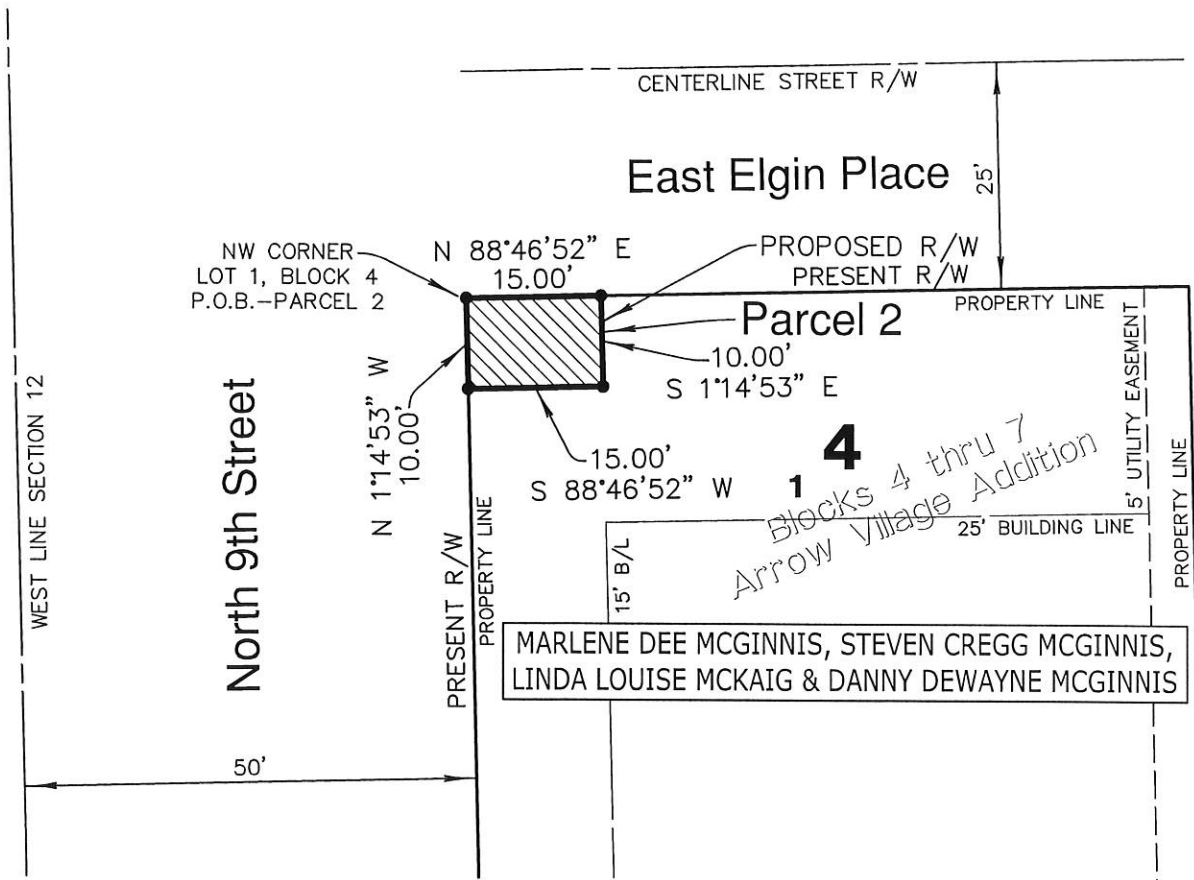 CENTERLINE STREET R/W
East Elgin Place
25'
NW CORNER
LOT 1, BLOCK 4
P.O.B.-PARCEL 2
N 88°46'52" E
15.00'
PROPOSED R/W
PRESENT R/W
PROPERTY LINE
Parcel 2
10.00'
S 1°14'53" E
N 1°14'53" W
10.00'
15.00'
S 88°46'52" W
WEST LINE SECTION 12
North 9th Street
PRESENT R/W
PROPERTY LINE
4
1
Blocks 4 thru 7
Arrow Village Addition
5' UTILITY EASEMENT
PROPERTY LINE
25' BUILDING LINE
15' B/L
MARLENE DEE MCGINNIS, STEVEN CREGG MCGINNIS,
LINDA LOUISE MCKAIG & DANNY DEWAYNE MCGINNIS
50'